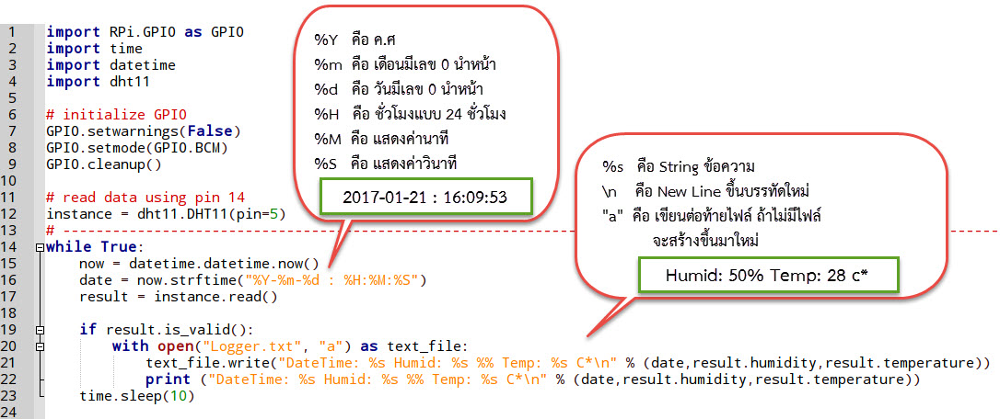 1 import RPi.GPIO as GPIO
2 import time
3 import datetime
4 import dht11
5
6 # initialize GPIO
7 GPIO.setwarnings(False)
8 GPIO.setmode(GPIO.BCM)
9 GPIO.cleanup()
10
11 # read data using pin 14
12 instance = dht11.DHT11(pin=5)
13 # --------------------------------------------------
14 while True:
15 now = datetime.datetime.now()
16 date = now.strftime("%Y-%m-%d : %H:%M:%S")
17 result = instance.read()
18
19 if result.is_valid():
20 with open("Logger.txt", "a") as text_file:
21 text_file.write("DateTime: %s Humid: %s %% Temp: %s C*\n" % (date,result.humidity,result.temperature))
22 print ("DateTime: %s Humid: %s %% Temp: %s C*\n" % (date,result.humidity,result.temperature))
23 time.sleep(10)
24
%Y คือ ค.ศ
%m คือ เดือนมีเลข 0 นำหน้า
%d คือ วันมีเลข 0 นำหน้า
%H คือ ชั่วโมงแบบ 24 ชั่วโมง
%M คือ แสดงค่านาที
%S คือ แสดงค่าวินาที
2017-01-21 : 16:09:53
%s คือ String ข้อความ
\n คือ New Line ขึ้นบรรทัดใหม่
"a" คือ เขียนต่อท้ายไฟล์ ถ้าไม่มีไฟล์
จะสร้างขึ้นมาใหม่
Humid: 50% Temp: 28 c*